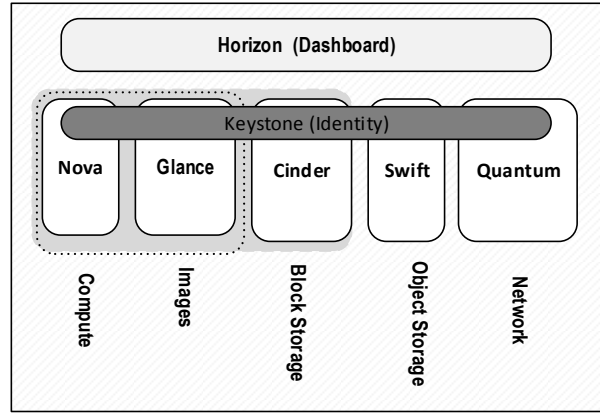 Horizon (Dashboard)
Keystone (Identity)
Nova
Glance
Cinder
Swift
Quantum
Compute
Images
Block Storage
Object Storage
Network